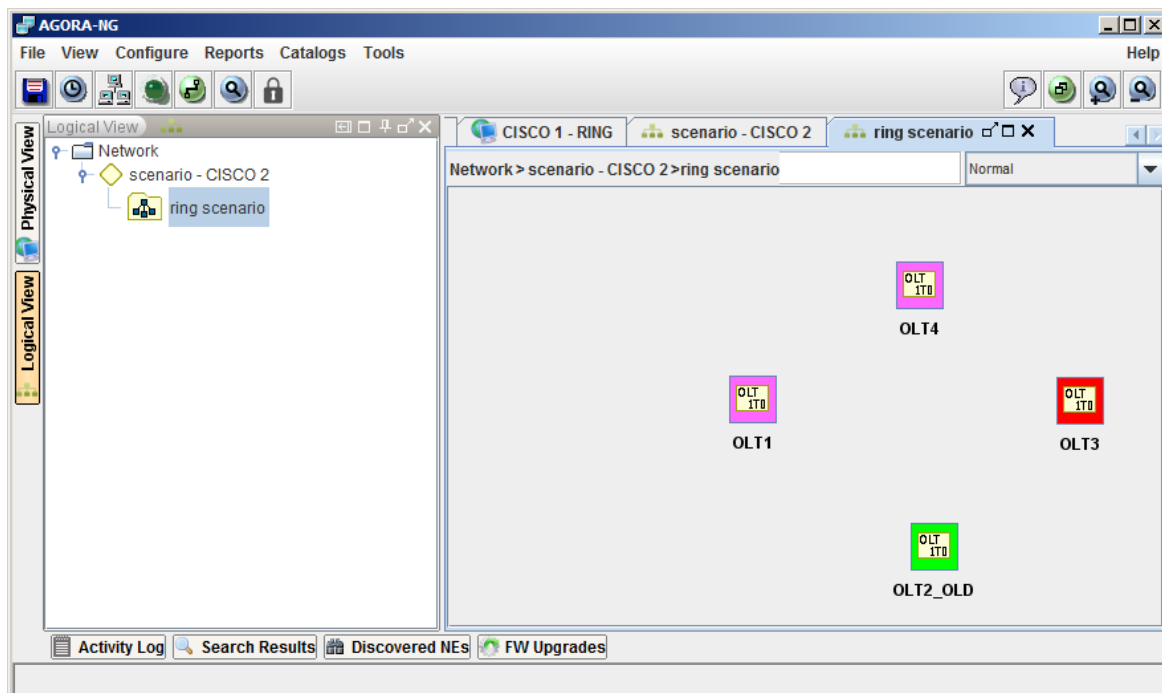 AGORA-NG
File View Configure Reports Catalogs Tools Help
Physical View
Logical View
Logical View
Network
scenario - CISCO 2
ring scenario
CISCO 1 - RING
scenario - CISCO 2
ring scenario
Network > scenario - CISCO 2 >ring scenario
Normal
OLT
1T0
OLT4
OLT
1T0
OLT1
OLT
1T0
OLT3
OLT
1T0
OLT2_OLD
Activity Log Search Results Discovered NEs FW Upgrades